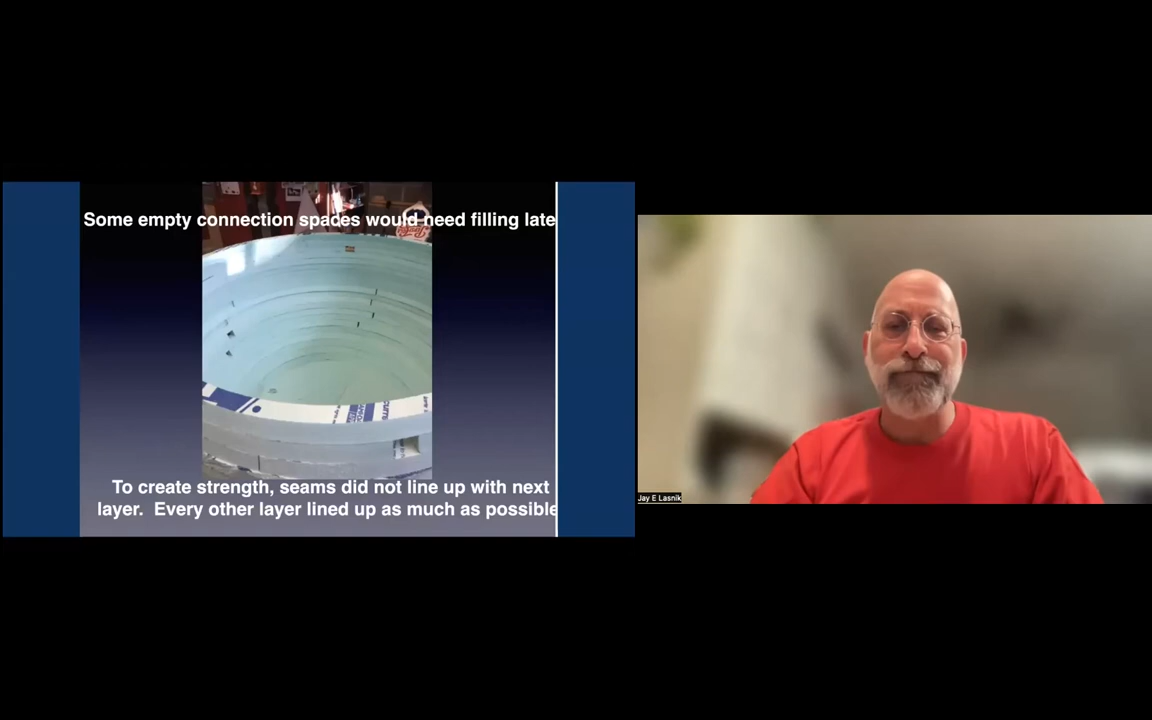 Some empty connection spaces would need filling late
To create strength, seams did not line up with next
layer. Every other layer lined up as much as possible
Jay E Lasnik